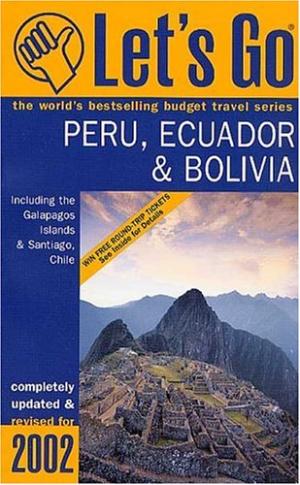 Let's Go®
the world's bestselling budget travel series
PERU, ECUADOR
& BOLIVIA
Including the
Galapagos
Islands
& Santiago,
Chile
WIN FREE ROUND-TRIP TICKETS
See Inside for Details
completely
updated &
revised for
2002